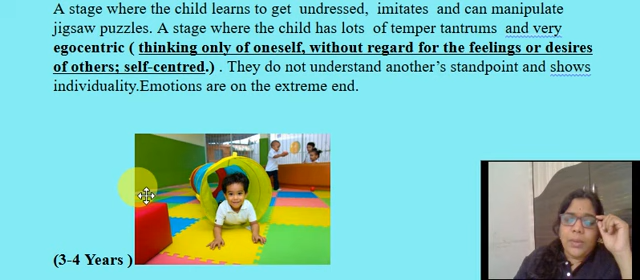 A stage where the child learns to get undressed, imitates and can manipulate
jigsaw puzzles. A stage where the child has lots of temper tantrums and very
egocentric ( thinking only of oneself, without regard for the feelings or desires
of others; self-centred.) . They do not understand another’s standpoint and shows
individuality.Emotions are on the extreme end.
(3-4 Years )